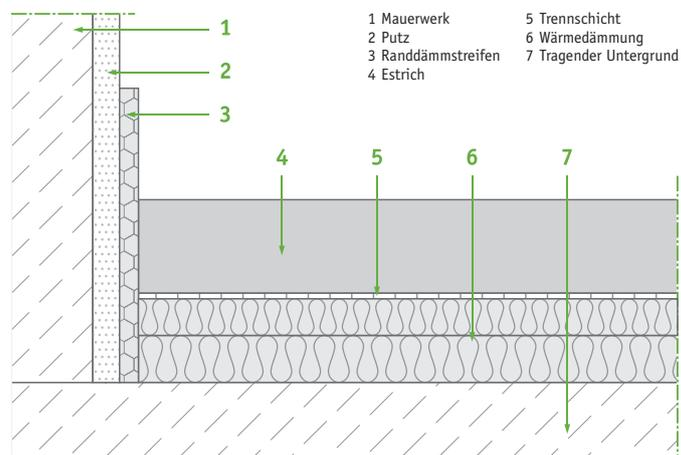 1 Mauerwerk
2 Putz
3 Randdämmstreifen
4 Estrich
5 Trennschicht
6 Wärmedämmung
7 Tragender Untergrund
1
2
3
4 5 6 7